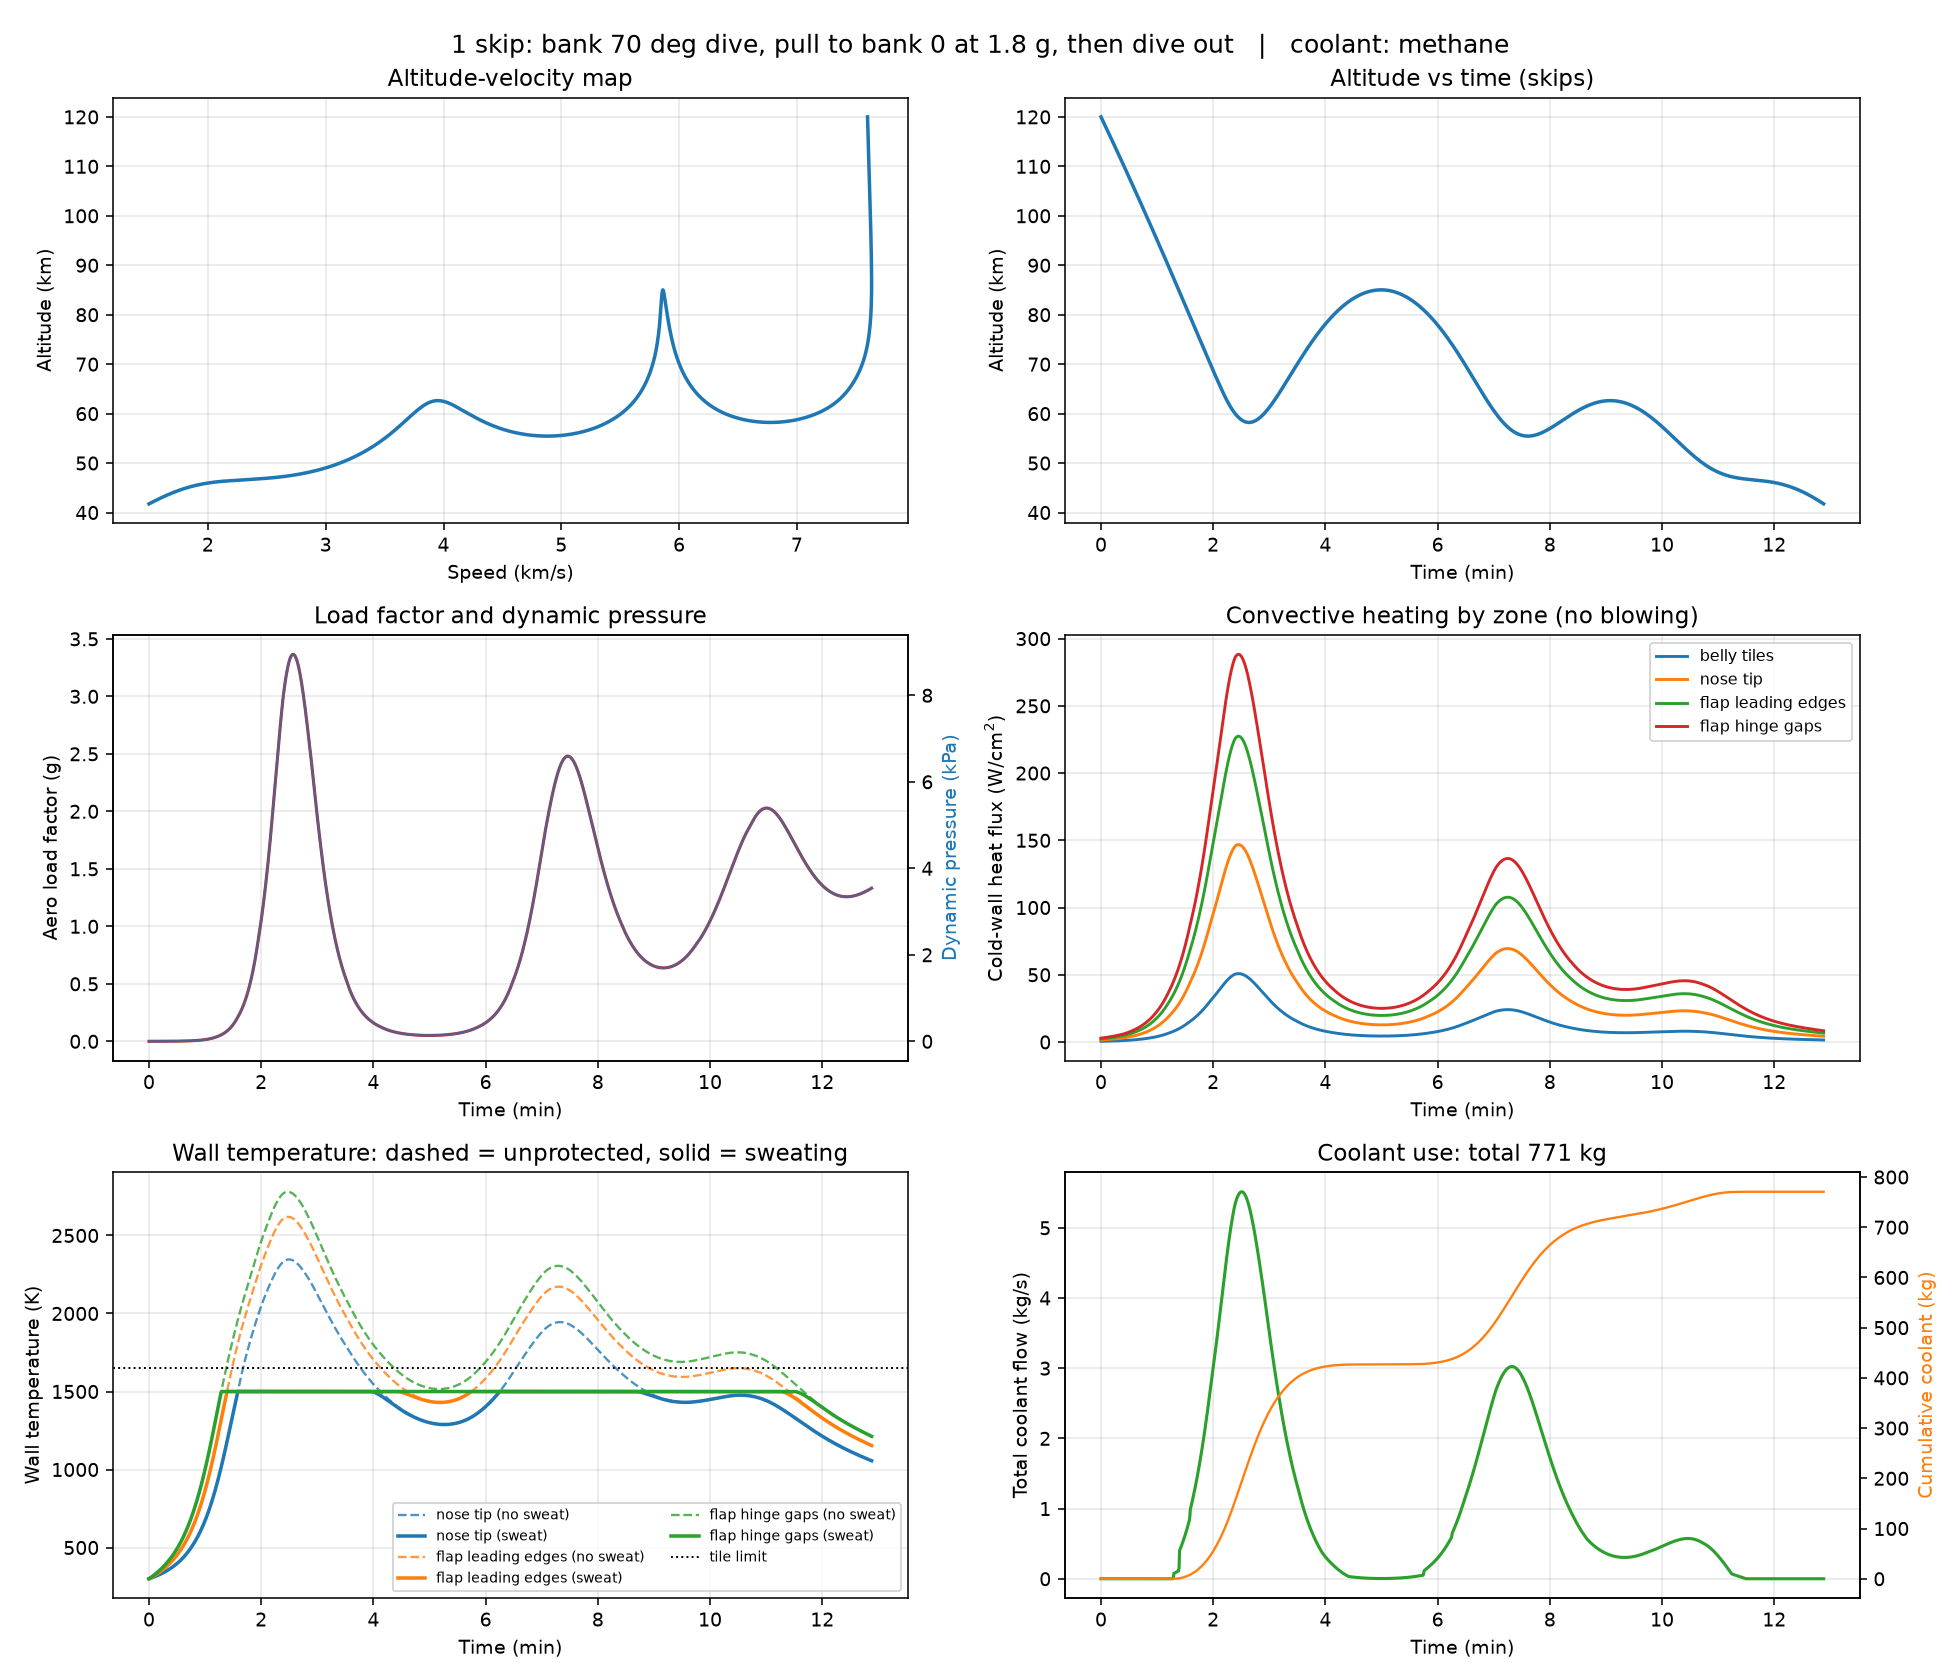 1 skip: bank 70 deg dive, pull to bank 0 at 1.8 g, then dive out | coolant: methane
Altitude-velocity map
Altitude (km)
120
110
100
90
80
70
60
50
40
2 3 4 5 6 7
Speed (km/s)
Altitude vs time (skips)
Altitude (km)
120
110
100
90
80
70
60
50
40
0 2 4 6 8 10 12
Time (min)
Load factor and dynamic pressure
Aero load factor (g)
3.5
3.0
2.5
2.0
1.5
1.0
0.5
0.0
8
6
4
2
0
Dynamic pressure (kPa)
0 2 4 6 8 10 12
Time (min)
Convective heating by zone (no blowing)
Cold-wall heat flux (W/cm²)
300
250
200
150
100
50
0
belly tiles
nose tip
flap leading edges
flap hinge gaps
0 2 4 6 8 10 12
Time (min)
Wall temperature: dashed = unprotected, solid = sweating
Wall temperature (K)
2500
2000
1500
1000
500
nose tip (no sweat)
nose tip (sweat)
flap leading edges (no sweat)
flap leading edges (sweat)
flap hinge gaps (no sweat)
flap hinge gaps (sweat)
tile limit
0 2 4 6 8 10 12
Time (min)
Coolant use: total 771 kg
Total coolant flow (kg/s)
5
4
3
2
1
0
800
700
600
500
400
300
200
100
0
Cumulative coolant (kg)
0 2 4 6 8 10 12
Time (min)